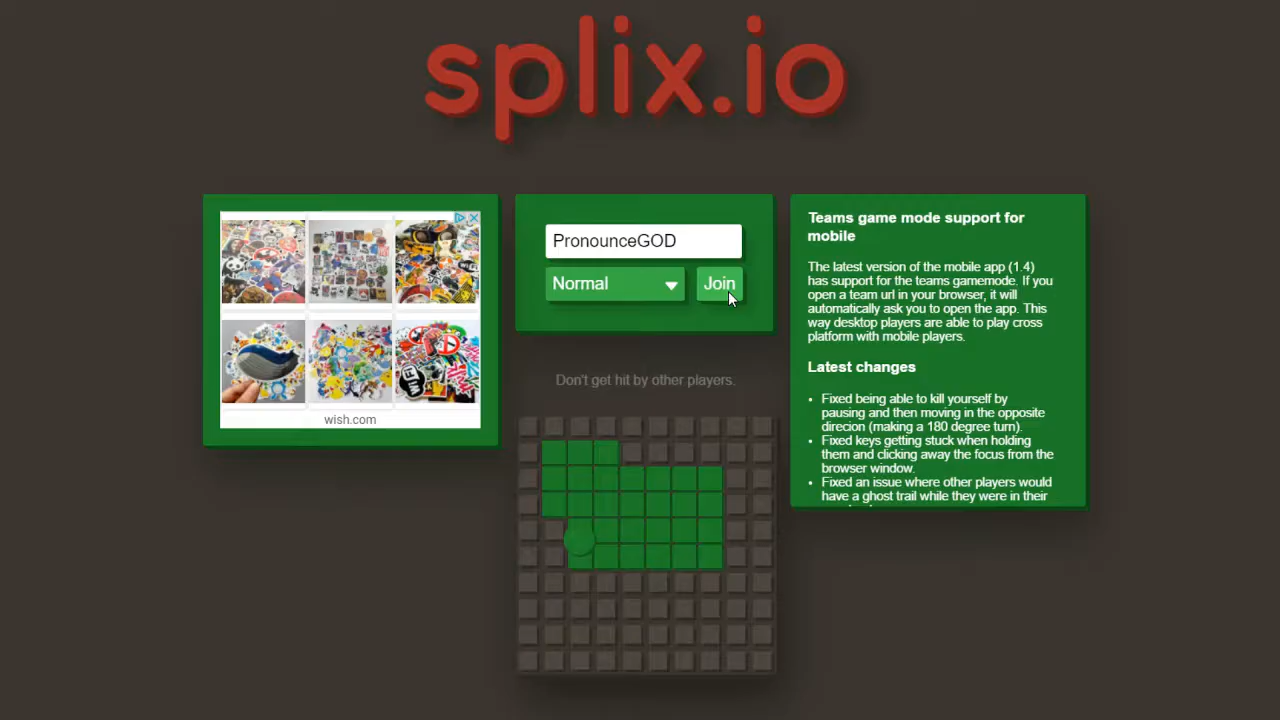 splix.io
wish.com
PronounceGOD
Normal
Join
Don't get hit by other players.
Teams game mode support for
mobile
The latest version of the mobile app (1.4)
has support for the teams gamemode. If you
open a team url in your browser, it will
automatically ask you to open the app. This
way desktop players are able to play cross
platform with mobile players.
Latest changes
• Fixed being able to kill yourself by
pausing and then moving in the opposite
direcion (making a 180 degree turn).
• Fixed keys getting stuck when holding
them and clicking away the focus from the
browser window.
• Fixed an issue where other players would
have a ghost trail while they were in their